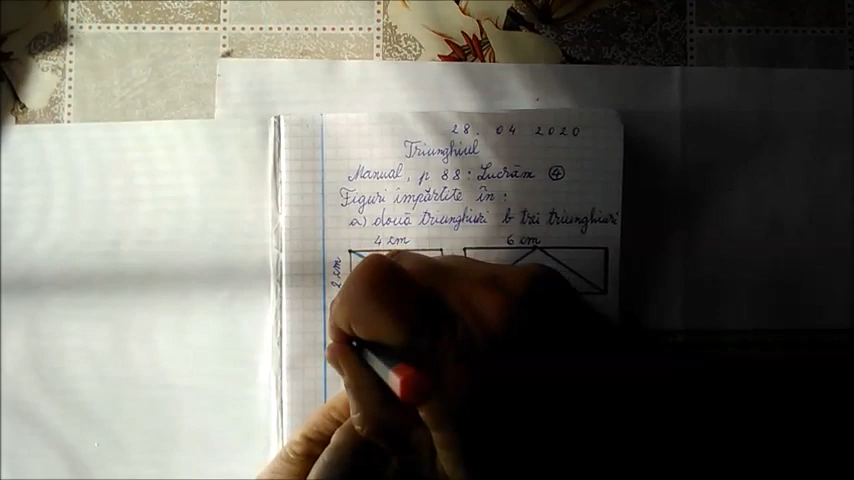 28. 04 2020
Triunghiul
Manual, p 88: Lucrăm ④
Figuri împărtite în:
a) două triunghiuri b trei triunghiuri
4 cm 6 cm
2 cm